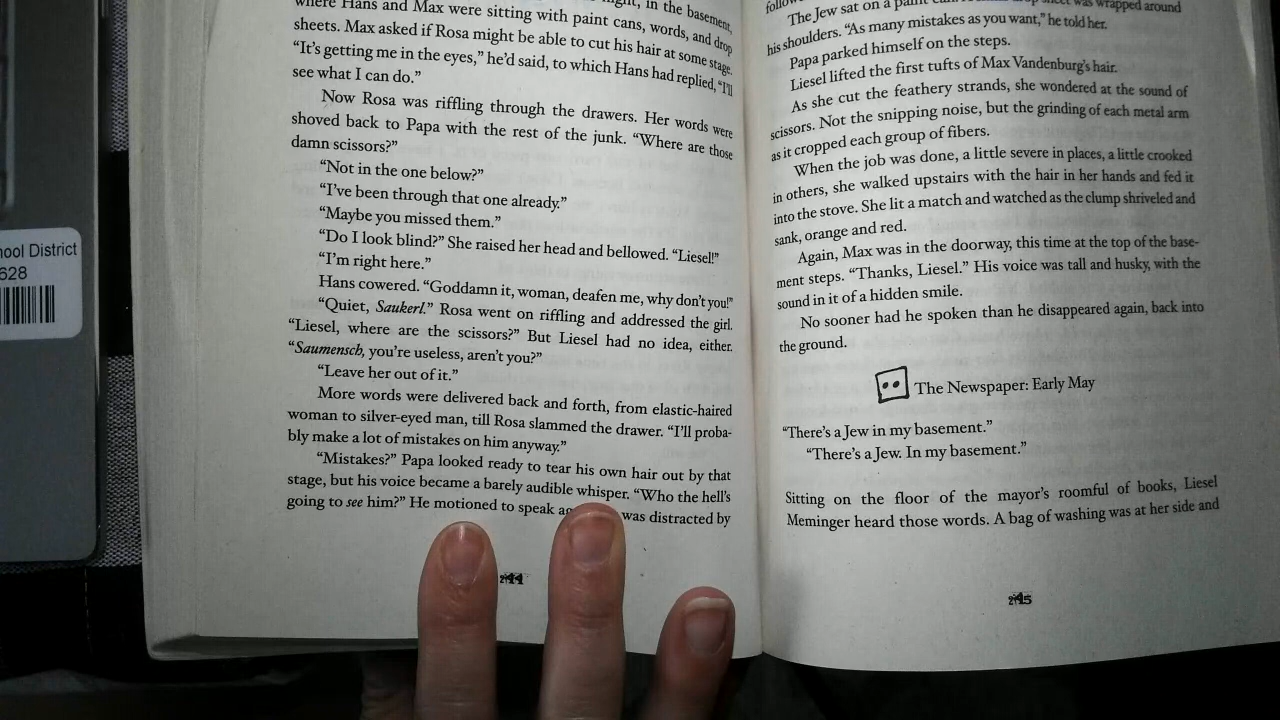 hool District
628
night, in the basement,
where Hans and Max were sitting with paint cans, words, and drop
sheets. Max asked if Rosa might be able to cut his hair at some stage.
“It’s getting me in the eyes,” he’d said, to which Hans had replied, “I’ll
see what I can do.”
Now Rosa was riffling through the drawers. Her words were
shoved back to Papa with the rest of the junk. “Where are those
damn scissors?”
“Not in the one below?”
“I’ve been through that one already.”
“Maybe you missed them.”
“Do I look blind?” She raised her head and bellowed. “Liesel!”
“I’m right here.”
Hans cowered. “Goddamn it, woman, deafen me, why don’t you!”
“Quiet, Saukerl.” Rosa went on riffling and addressed the girl.
“Liesel, where are the scissors?” But Liesel had no idea, either.
“Saumensch, you’re useless, aren’t you?”
“Leave her out of it.”
More words were delivered back and forth, from elastic-haired
woman to silver-eyed man, till Rosa slammed the drawer. “I’ll proba-
bly make a lot of mistakes on him anyway.”
“Mistakes?” Papa looked ready to tear his own hair out by that
stage, but his voice became a barely audible whisper. “Who the hell’s
going to see him?” He motioned to speak was distracted by
244
sheet was wrapped around
The Jew sat on a paint
his shoulders. “As many mistakes as you want,” he told her.
Papa parked himself on the steps.
Liesel lifted the first tufts of Max Vandenburg’s hair.
As she cut the feathery strands, she wondered at the sound of
scissors. Not the snipping noise, but the grinding of each metal arm
as it cropped each group of fibers.
When the job was done, a little severe in places, a little crooked
in others, she walked upstairs with the hair in her hands and fed it
into the stove. She lit a match and watched as the clump shriveled and
sank, orange and red.
Again, Max was in the doorway, this time at the top of the base-
ment steps. “Thanks, Liesel.” His voice was tall and husky, with the
sound in it of a hidden smile.
No sooner had he spoken than he disappeared again, back into
the ground.
The Newspaper: Early May
“There’s a Jew in my basement.”
“There’s a Jew. In my basement.”
Sitting on the floor of the mayor’s roomful of books, Liesel
Meminger heard those words. A bag of washing was at her side and
245